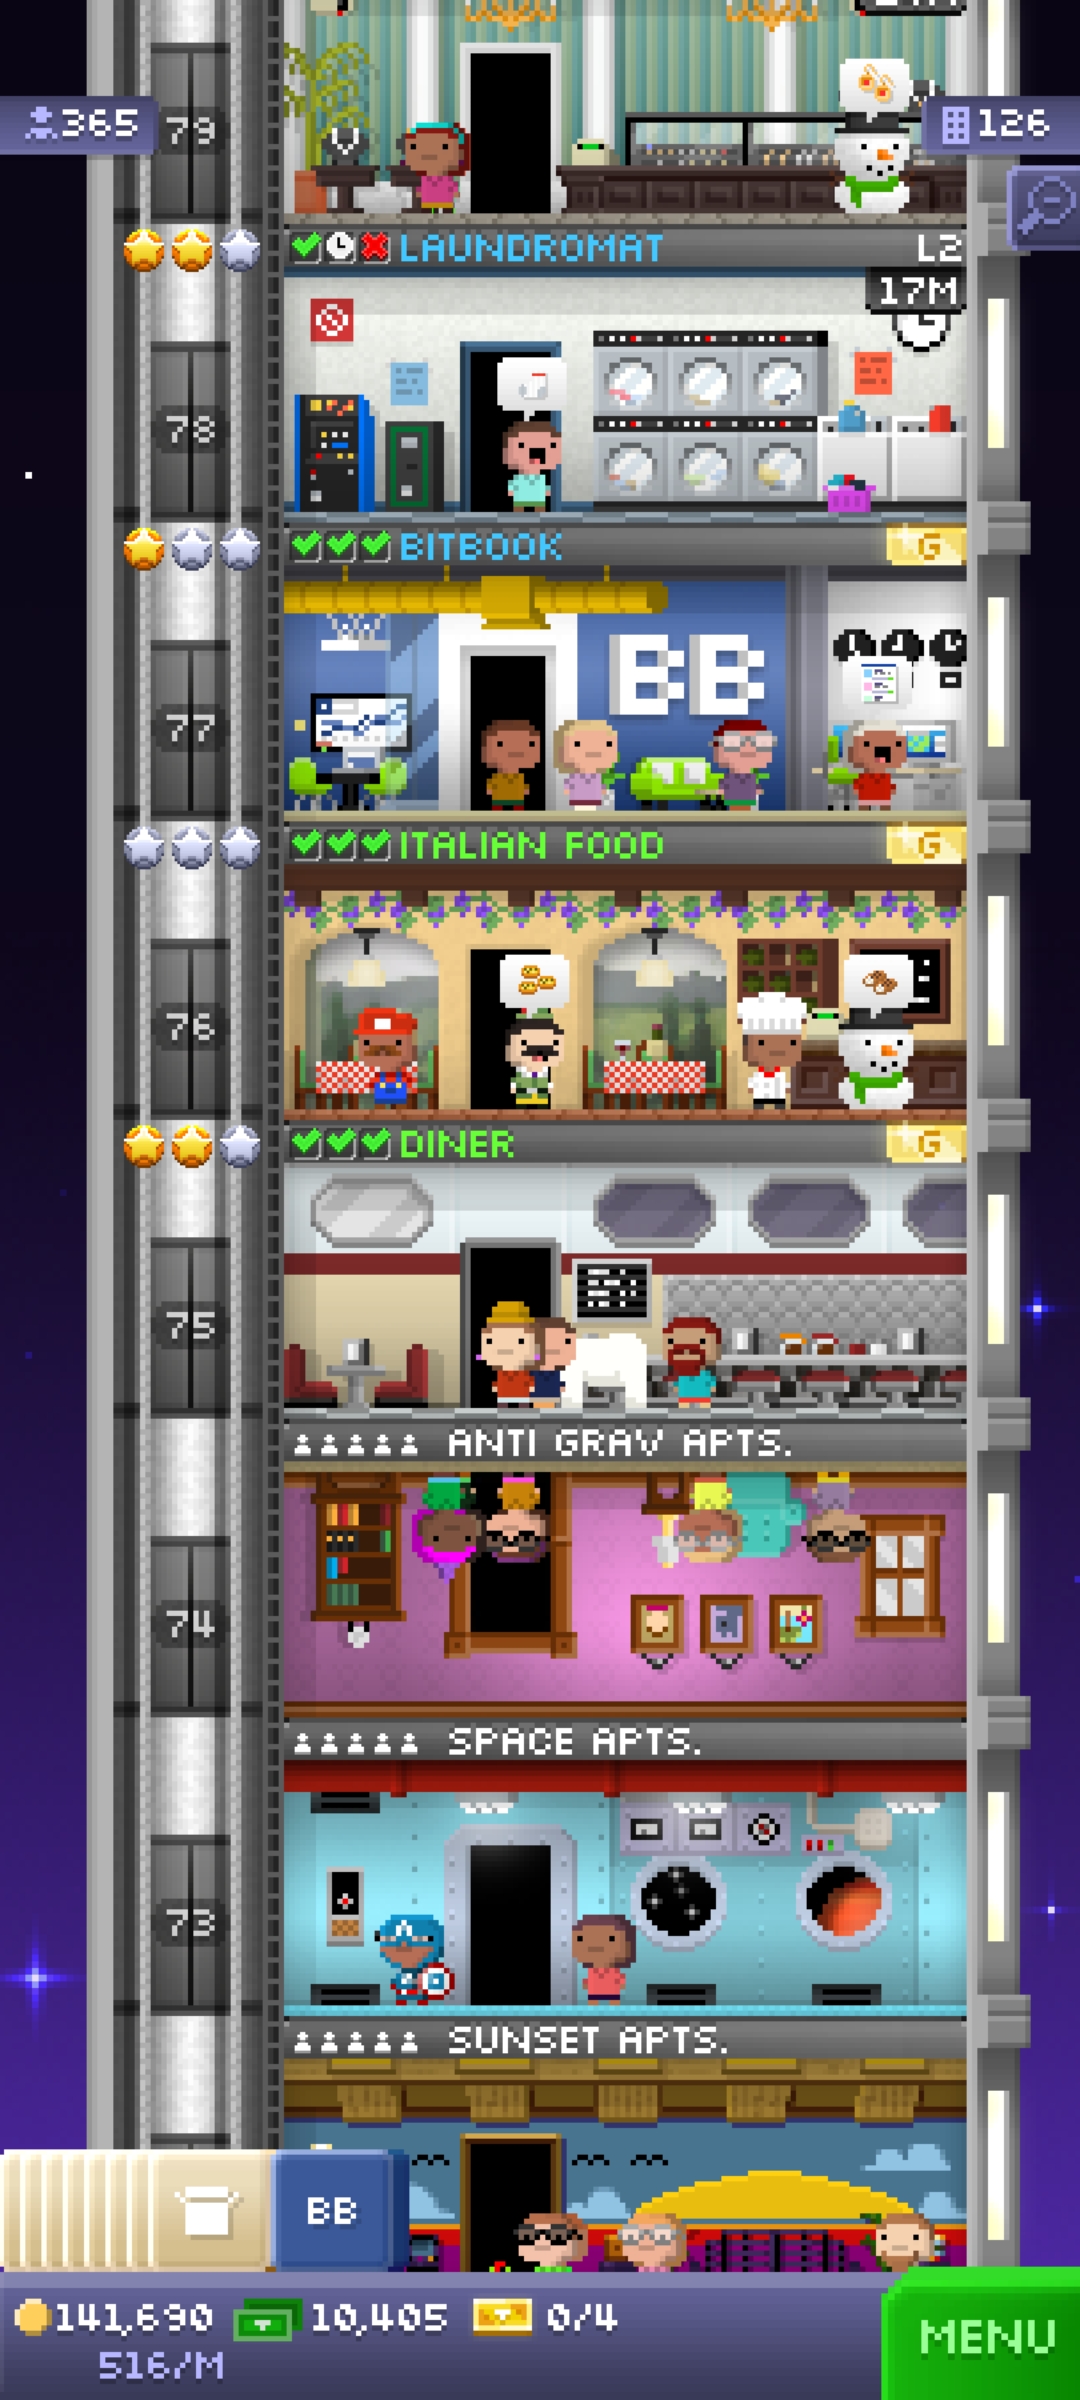 365
79
126
LAUNDROMAT L2
17M
78
BITBOOK G
BB
77
ITALIAN FOOD G
76
DINER G
75
ANTI GRAV APTS.
74
SPACE APTS.
73
SUNSET APTS.
BB
141,690 10,405 0/4
516/M
MENU